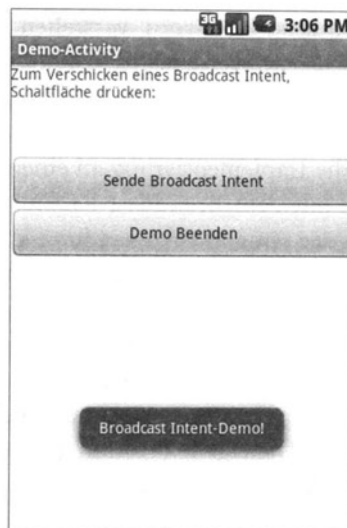 3G 3:06 PM
Demo-Activity
Zum Verschicken eines Broadcast Intent,
Schaltfläche drücken:
Sende Broadcast Intent
Demo Beenden
Broadcast Intent-Demo!